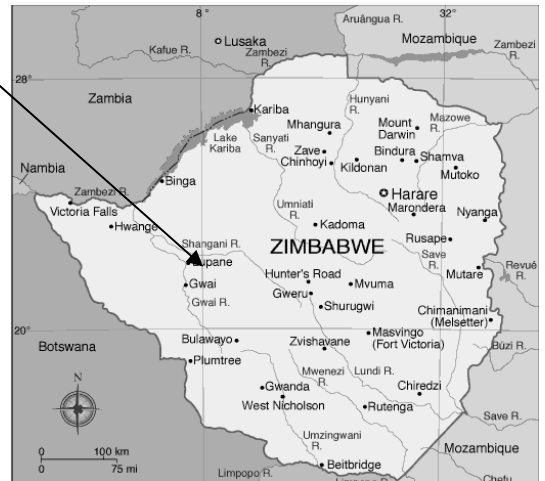 8
32
Aruângua R.
Mozambique
Lusaka
Zambezi
R.
Zambezi
R.
Kafue R.
28
Zambia
Kariba
Hunyani
R.
Mazowe
R.
Mhangura
Mount
Darwin
Lake
Kariba
Sanyati
R.
Zave
Chinhoyi
Kildonan
Bindura
Shamva
Mutoko
Nambia
Binga
Zambezi R.
Harare
Victoria Falls
Umniati
R.
Marondera
Nyanga
Hwange
Kadoma
Shangani R.
ZIMBABWE
Rusape
Save
R.
Lupane
Mutare
Revué
R.
Hunter's Road
Gwai
Mvuma
Gweru
Gwai R.
Shurugwi
Chimanimani
(Melsetter)
20
Masvingo
(Fort Victoria)
Botswana
Bulawayo
Zvishavane
Búzi R.
Plumtree
Mwenezi
R.
Lundi R.
N
Gwanda
Chiredzi
West Nicholson
Rutenga
Save R.
Umzingwani
R.
Mozambique
0
100 km
0
75 mi
Beitbridge
Limpopo R.
Chefu